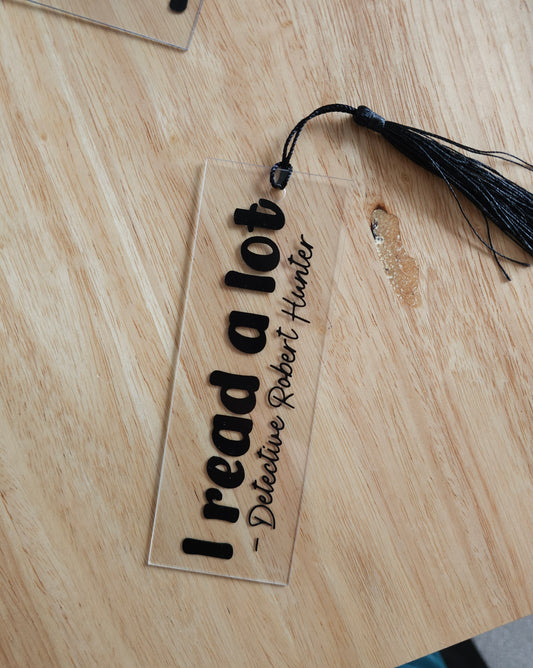 I read a lot
- Detective Robert Hunter